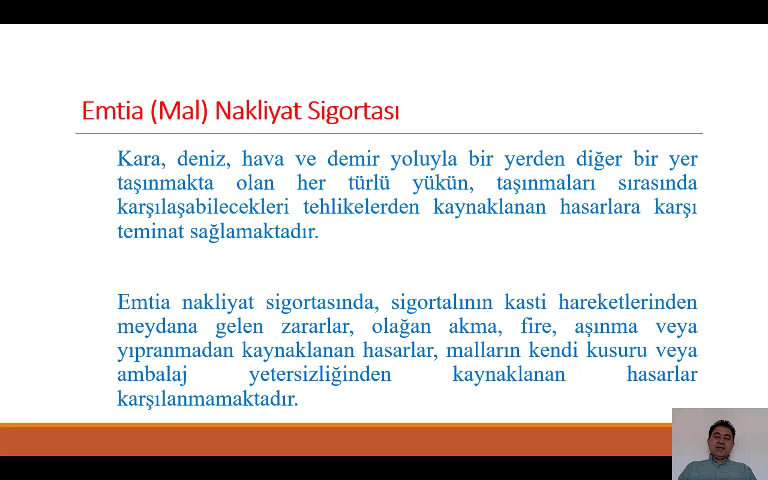 Emtia (Mal) Nakliyat Sigortası
Kara, deniz, hava ve demir yoluyla bir yerden diğer bir yer
taşınmakta olan her türlü yükün, taşınmaları sırasında
karşılaşabilecekleri tehlikelerden kaynaklanan hasarlara karşı
teminat sağlamaktadır.
Emtia nakliyat sigortasında, sigortalının kasti hareketlerinden
meydana gelen zararlar, olağan akma, fire, aşınma veya
yıpranmadan kaynaklanan hasarlar, malların kendi kusuru veya
ambalaj yetersizliğinden kaynaklanan hasarlar
karşılanmamaktadır.